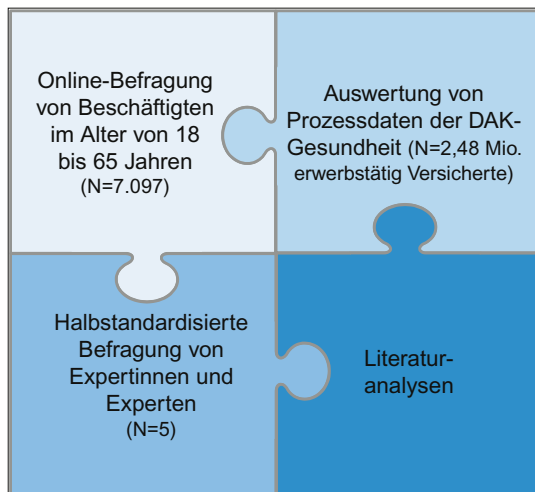 Online-Befragung
von Beschäftigten
im Alter von 18
bis 65 Jahren
(N=7.097)
Auswertung von
Prozessdaten der DAK-
Gesundheit (N=2,48 Mio.
erwerbstätig Versicherte)
Halbstandardisierte
Befragung von
Expertinnen und
Experten
(N=5)
Literatur-
analysen